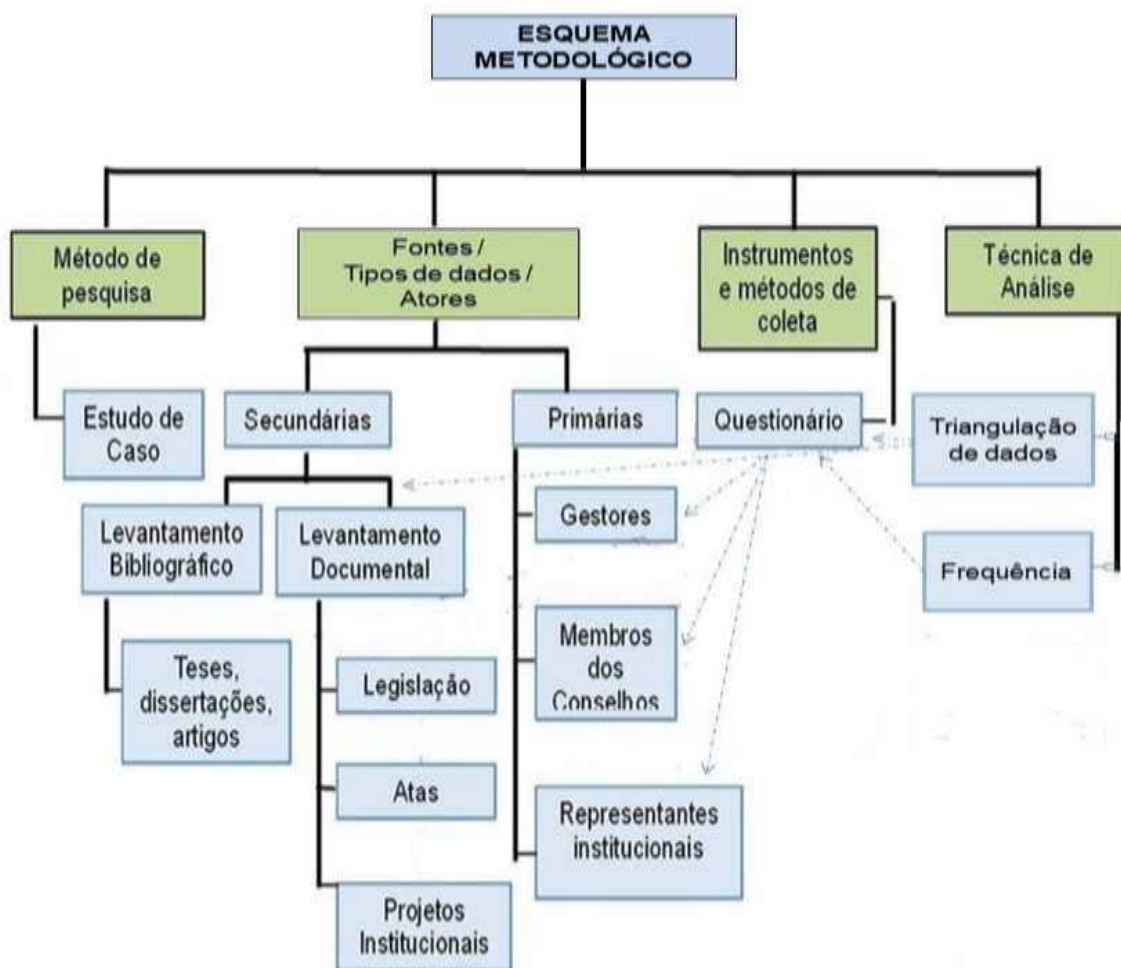 ESQUEMA
METODOLÓGICO
Método de
pesquisa
Fontes /
Tipos de dados /
Atores
Instrumentos
e métodos de
coleta
Técnica de
Análise
Estudo de
Caso
Secundárias
Primárias
Questionário
Triangulação
de dados
Levantamento
Bibliográfico
Levantamento
Documental
Gestores
Frequência
Teses,
dissertações,
artigos
Legislação
Membros
dos
Conselhos
Atas
Representantes
institucionais
Projetos
Institucionais